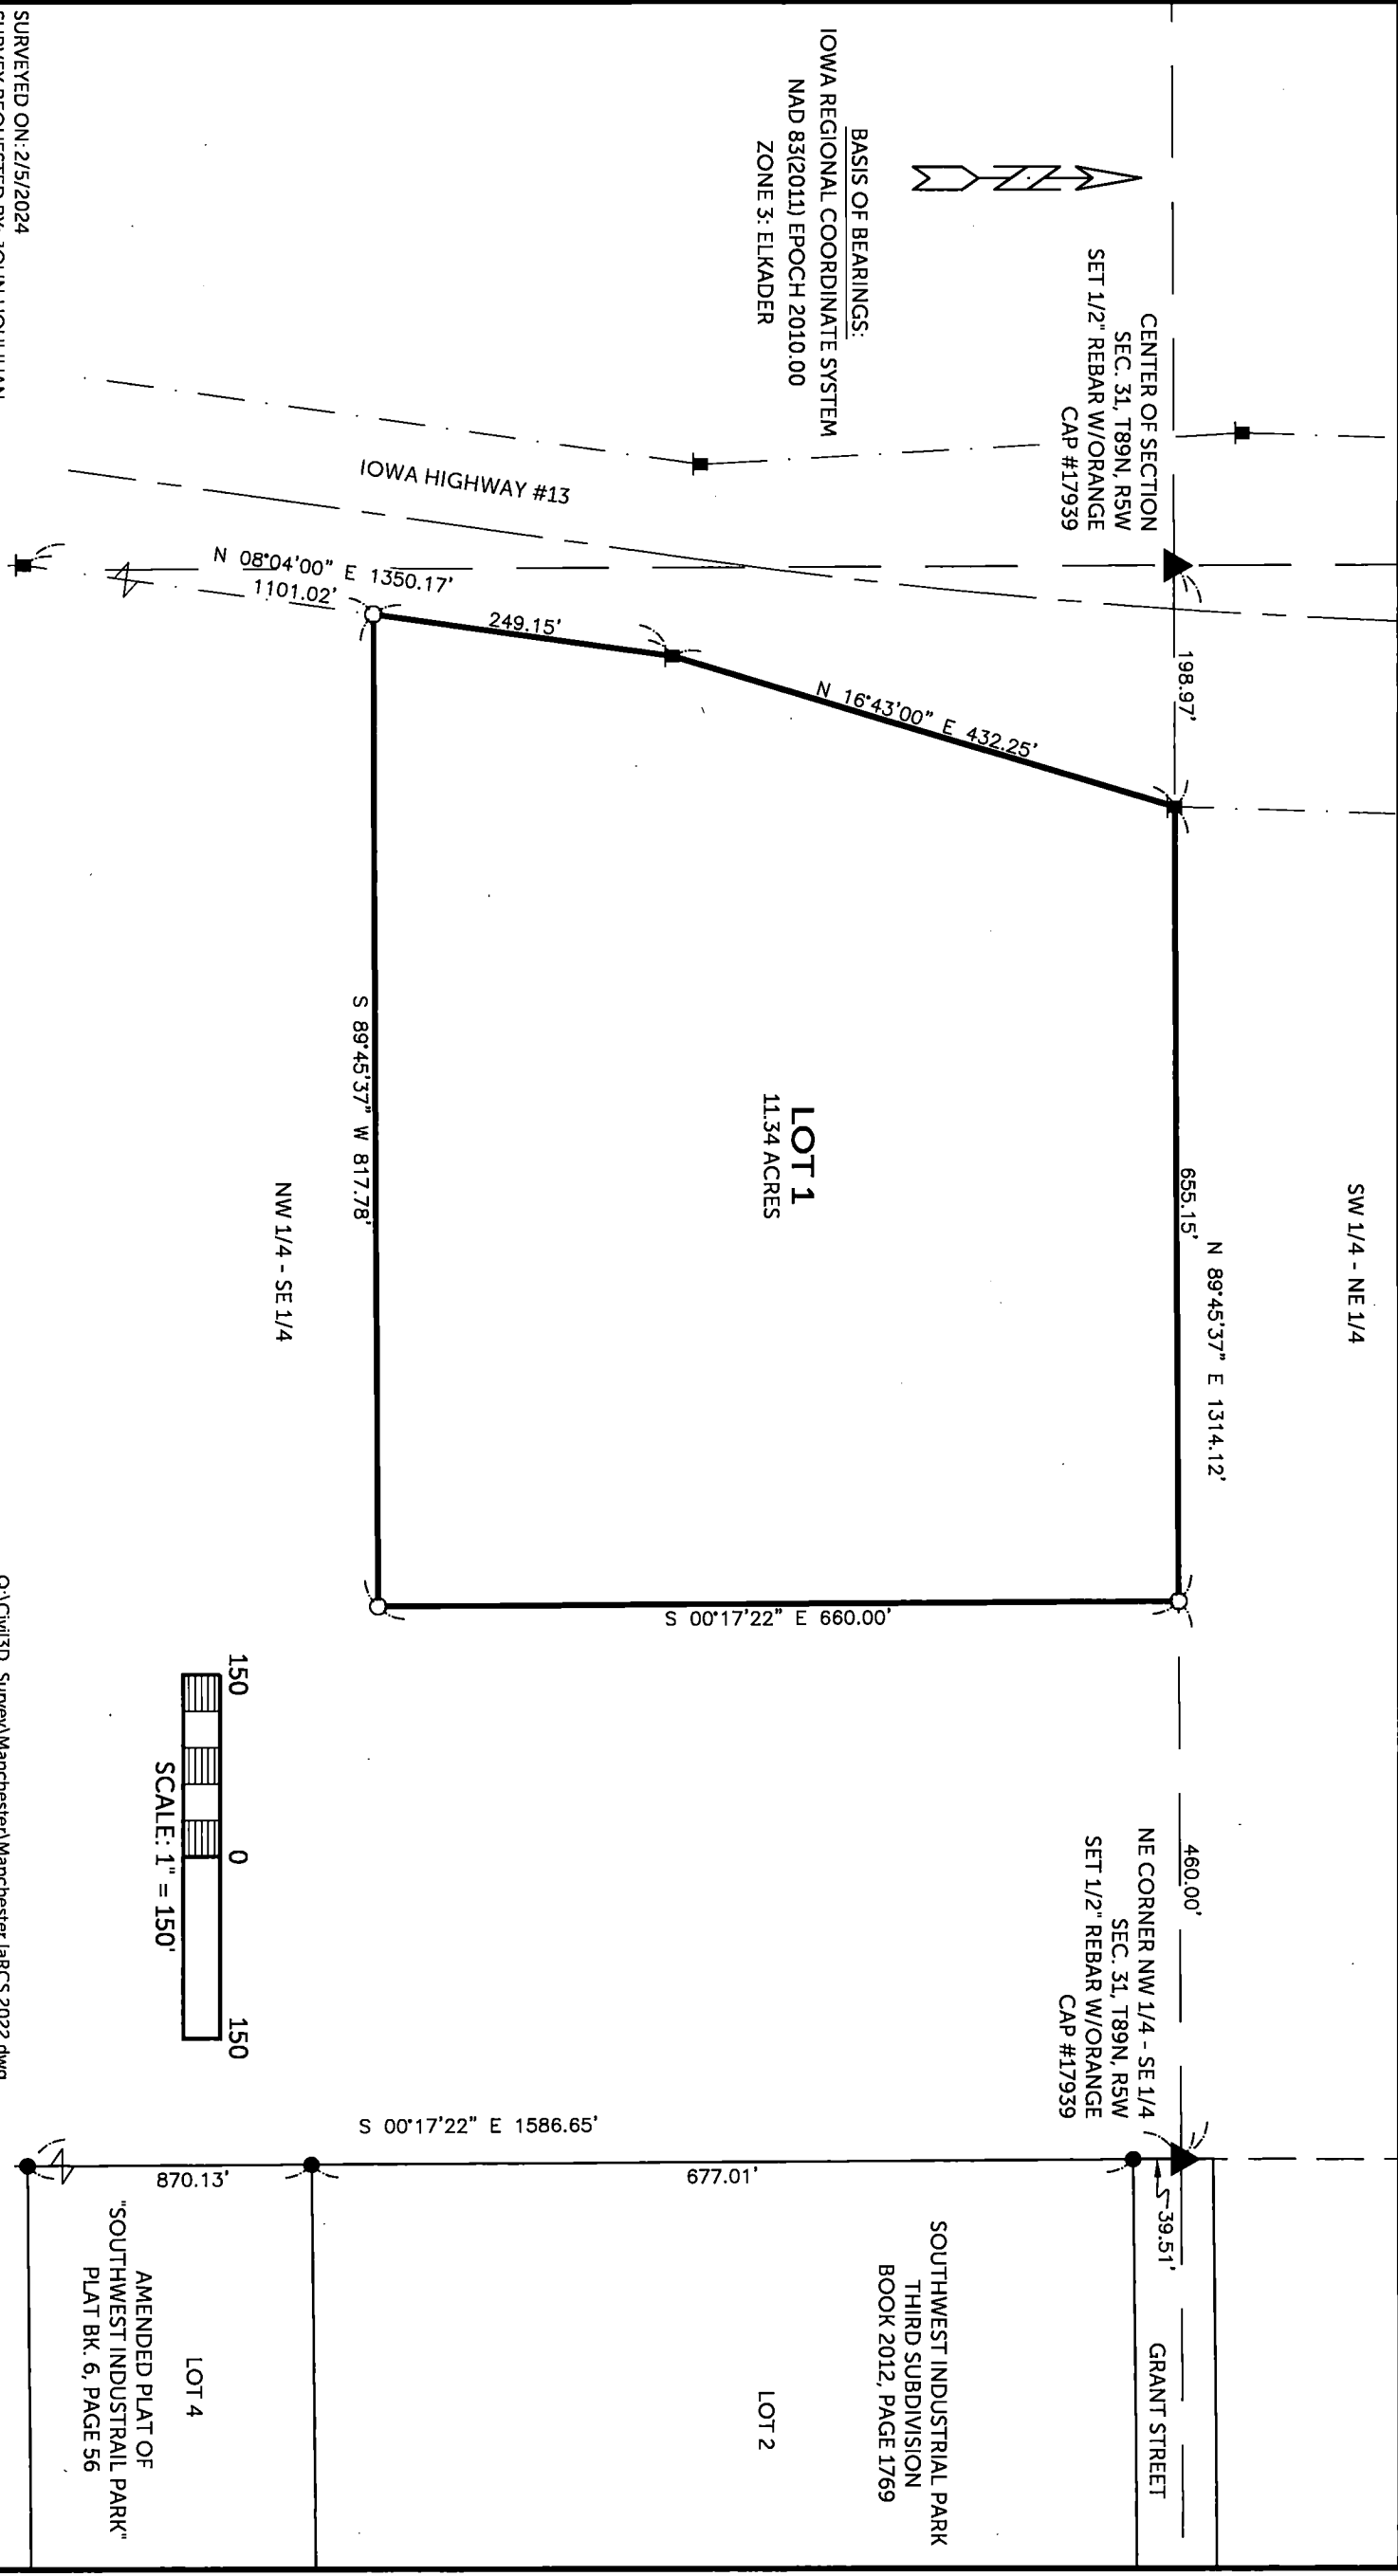 SW 1/4 - NE 1/4
N 89°45'37" E 1314.12'
198.97'
655.15'
460.00'
CENTER OF SECTION
SEC. 31, T89N, R5W
SET 1/2" REBAR W/ORANGE
CAP #17939
NE CORNER NW 1/4 - SE 1/4
SEC. 31, T89N, R5W
SET 1/2" REBAR W/ORANGE
CAP #17939
39.51'
GRANT STREET
BASIS OF BEARINGS:
IOWA REGIONAL COORDINATE SYSTEM
NAD 83(2011) EPOCH 2010.00
ZONE 3: ELKADER
N 16°43'00" E 432.25'
LOT 1
11.34 ACRES
S 00°17'22" E 660.00'
677.01'
SOUTHWEST INDUSTRIAL PARK
THIRD SUBDIVISION
BOOK 2012, PAGE 1769
LOT 2
IOWA HIGHWAY #13
249.15'
N 08°04'00" E 1350.17'
1101.02'
S 89°45'37" W 817.78'
NW 1/4 - SE 1/4
S 00°17'22" E 1586.65'
870.13'
150 0 150
SCALE: 1" = 150'
LOT 4
AMENDED PLAT OF
"SOUTHWEST INDUSTRAIL PARK"
PLAT BK. 6, PAGE 56
SURVEYED ON: 2/5/2024